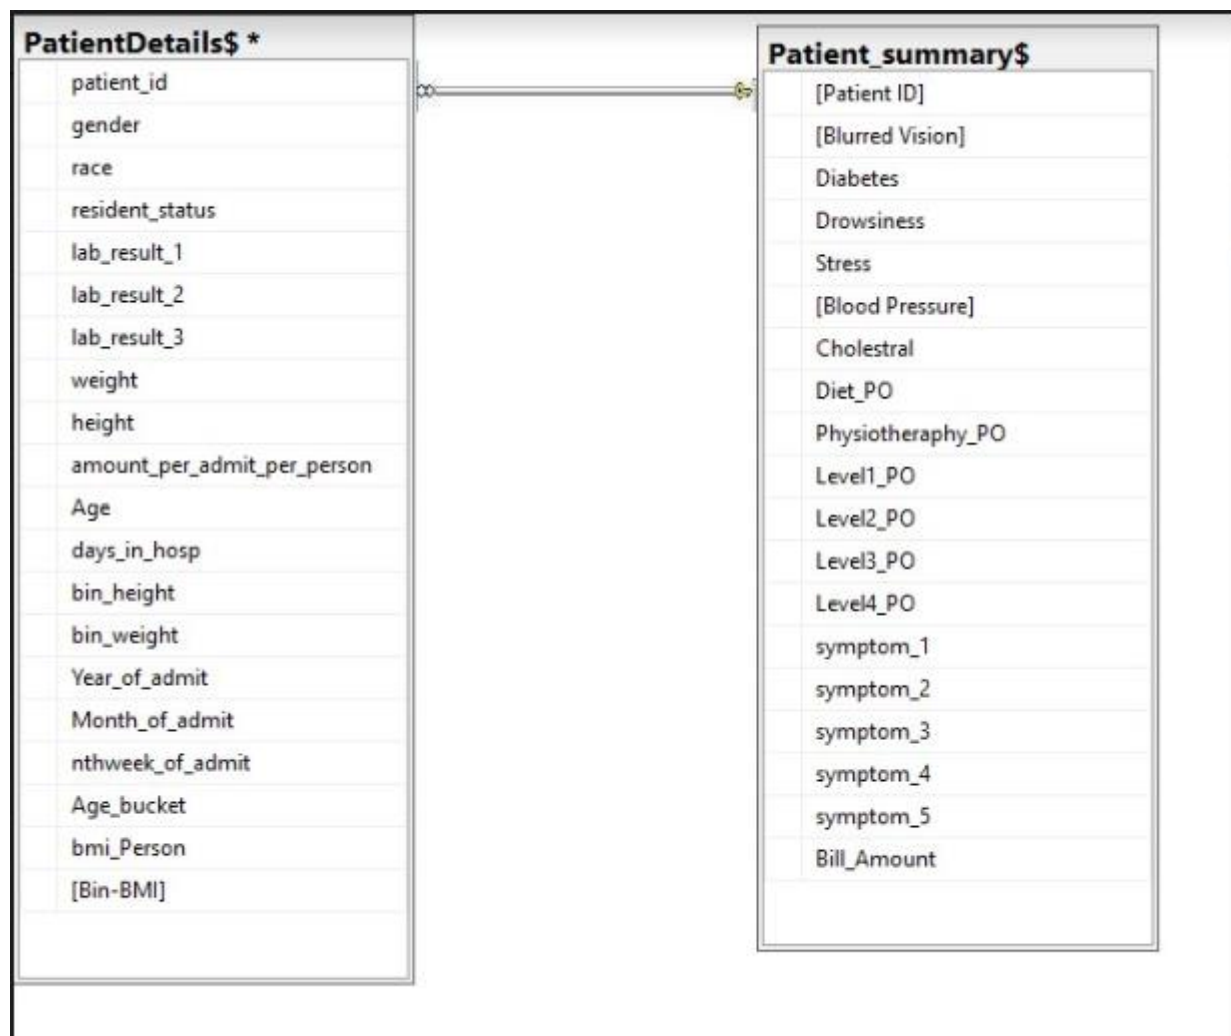 PatientDetails$ *
patient_id
gender
race
resident_status
lab_result_1
lab_result_2
lab_result_3
weight
height
amount_per_admit_per_person
Age
days_in_hosp
bin_height
bin_weight
Year_of_admit
Month_of_admit
nthweek_of_admit
Age_bucket
bmi_Person
[Bin-BMI]
Patient_summary$
[Patient ID]
[Blurred Vision]
Diabetes
Drowsiness
Stress
[Blood Pressure]
Cholestral
Diet_PO
Physiotheraphy_PO
Level1_PO
Level2_PO
Level3_PO
Level4_PO
symptom_1
symptom_2
symptom_3
symptom_4
symptom_5
Bill_Amount